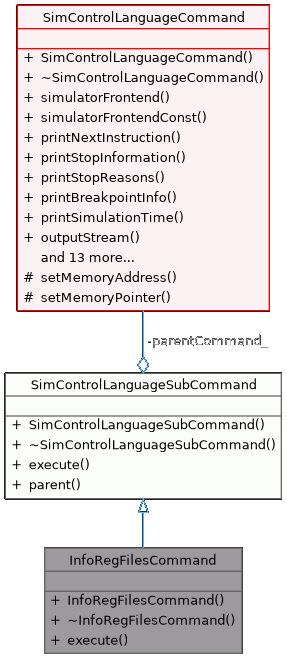 SimControlLanguageCommand
+ SimControlLanguageCommand()
+ ~SimControlLanguageCommand()
+ simulatorFrontend()
+ simulatorFrontendConst()
+ printNextInstruction()
+ printStopInformation()
+ printStopReasons()
+ printBreakpointInfo()
+ printSimulationTime()
+ outputStream()
and 13 more...
# setMemoryAddress()
# setMemoryPointer()
-parentCommand_
SimControlLanguageSubCommand
+ SimControlLanguageSubCommand()
+ ~SimControlLanguageSubCommand()
+ execute()
+ parent()
InfoRegFilesCommand
+ InfoRegFilesCommand()
+ ~InfoRegFilesCommand()
+ execute()